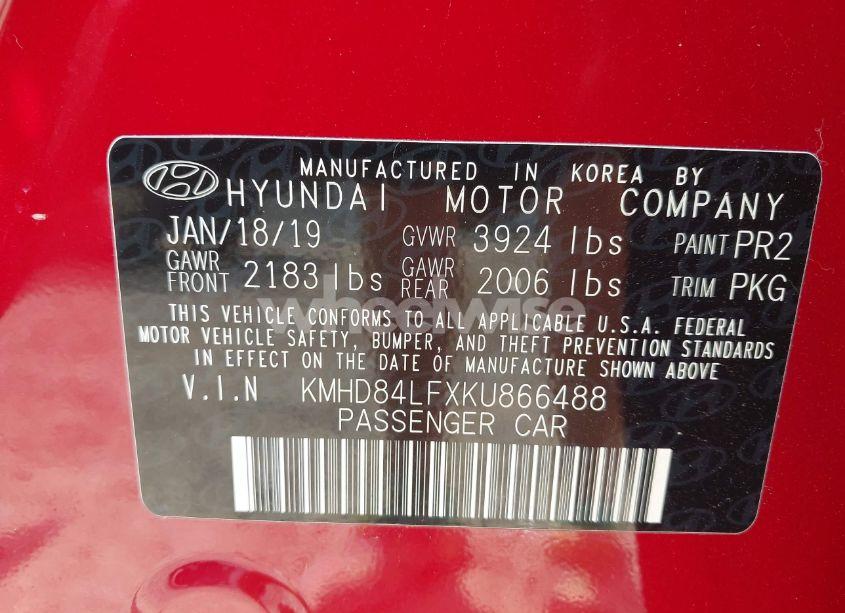 MANUFACTURED IN KOREA BY
HYUNDAI MOTOR COMPANY
JAN/18/19 GVWR 3924 lbs PAINT PR2
GAWR FRONT 2183 lbs GAWR REAR 2006 lbs TRIM PKG
wheelwise
THIS VEHICLE CONFORMS TO ALL APPLICABLE U.S.A. FEDERAL
MOTOR VEHICLE SAFETY, BUMPER, AND THEFT PREVENTION STANDARDS
IN EFFECT ON THE DATE OF MANUFACTURE SHOWN ABOVE
V.I.N KMHD84LFXKU866488
PASSENGER CAR